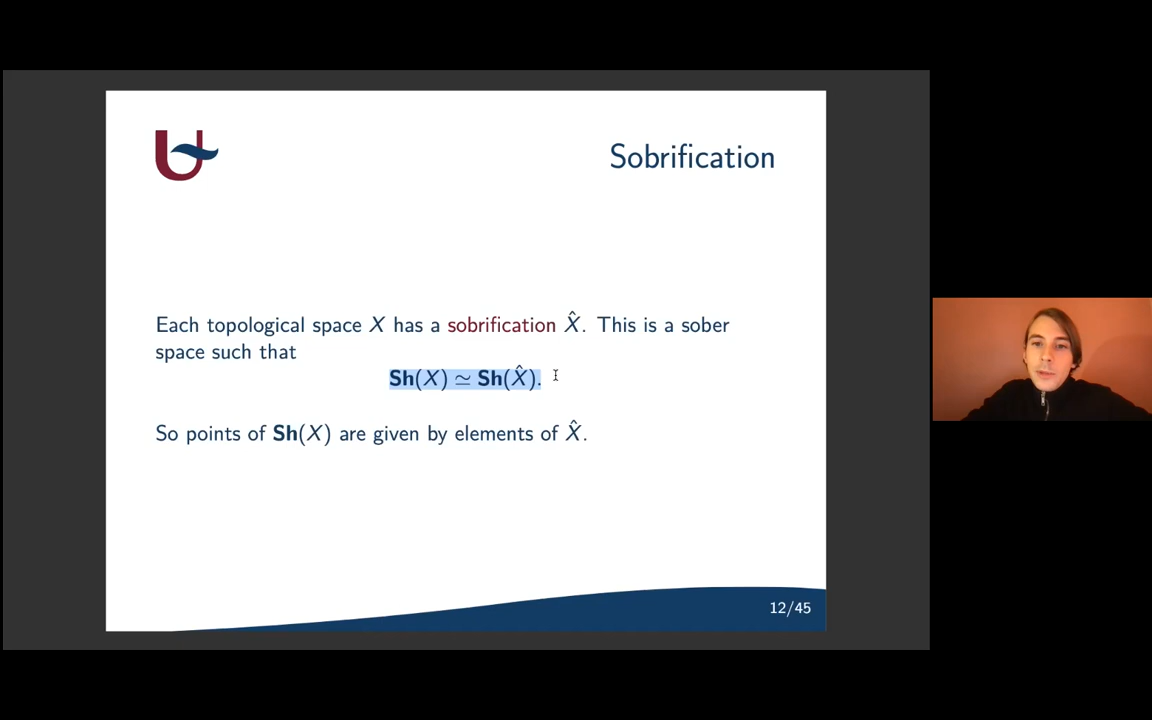 Sobrification
Each topological space X has a sobrification X̂. This is a sober
space such that
Sh(X) ≃ Sh(X̂).
So points of Sh(X) are given by elements of X̂.
12/45